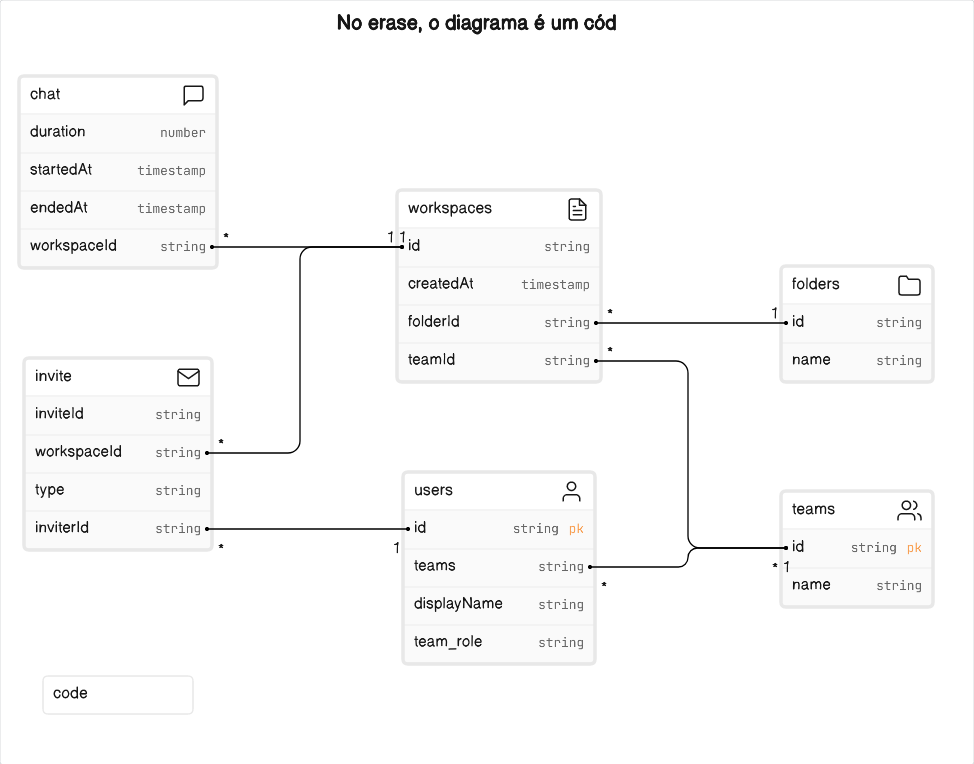 No erase, o diagrama é um cód
chat
duration number
startedAt timestamp
endedAt timestamp
workspaceId string
*
1 1
workspaces
id string
createdAt timestamp
folderId string
*
teamId string
*
1
folders
id string
name string
invite
inviteId string
workspaceId string
*
type string
inviterId string
*
1
users
id string pk
teams string
*
displayName string
team_role string
teams
id string pk
* 1
name string
code